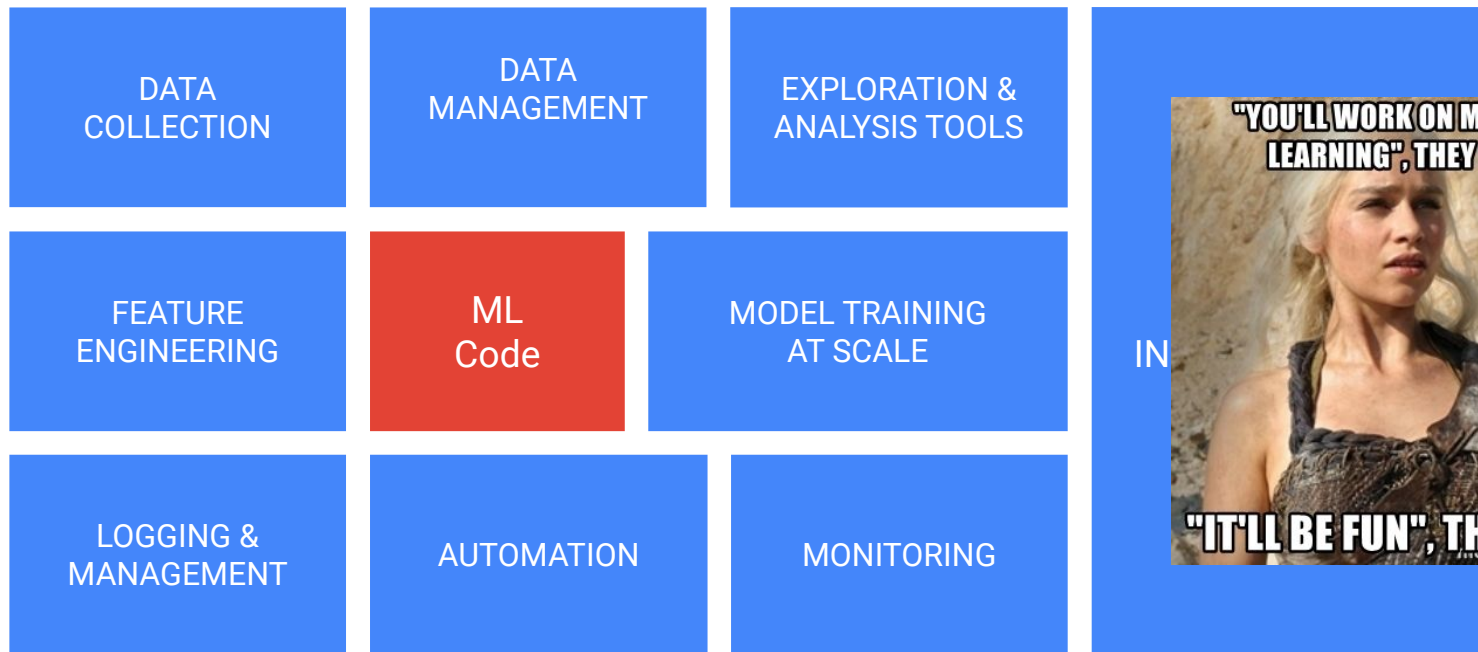 DATA
COLLECTION
DATA
MANAGEMENT
EXPLORATION &
ANALYSIS TOOLS
FEATURE
ENGINEERING
ML
Code
MODEL TRAINING
AT SCALE
LOGGING &
MANAGEMENT
AUTOMATION
MONITORING
IN
"YOU'LL WORK ON M
LEARNING", THEY
"IT'LL BE FUN", TH